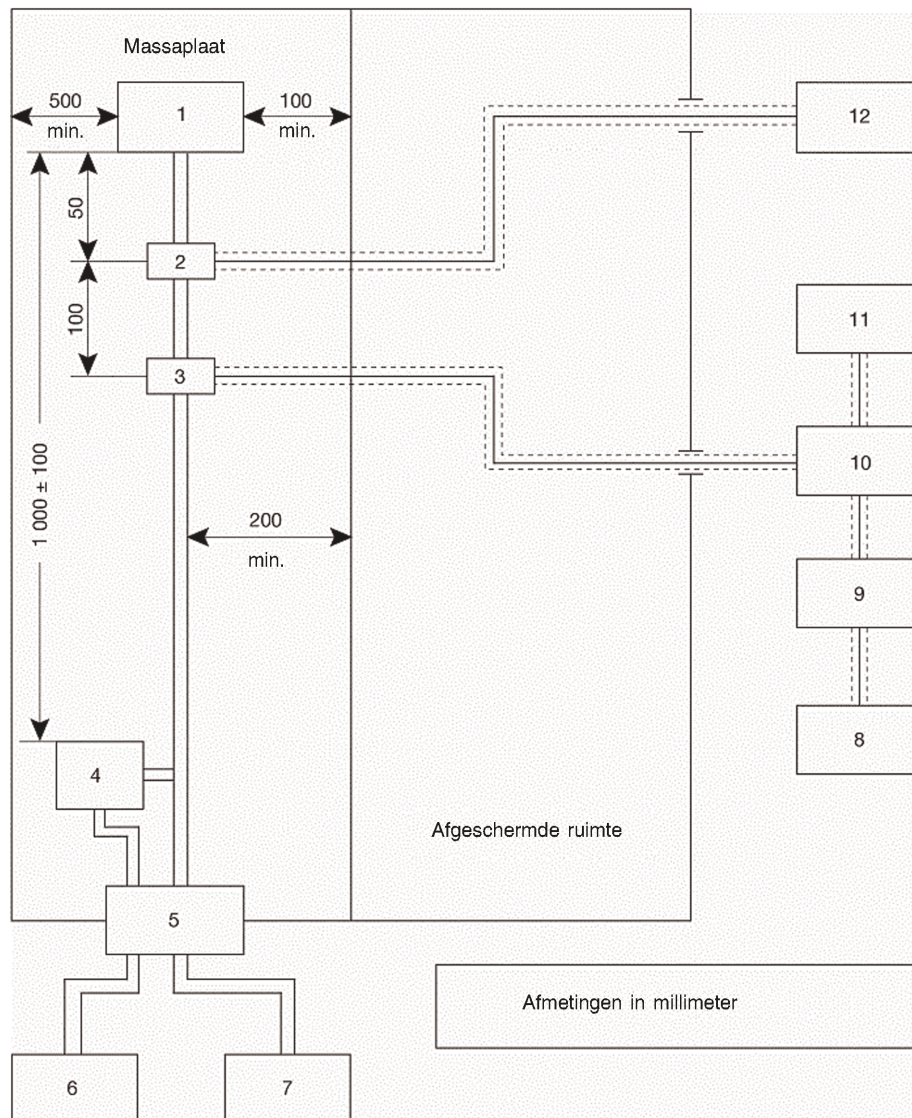 Massaplaat
500
min.
1
100
min.
12
50
2
100
11
3
1 000 ± 100
10
200
min.
9
8
4
Afgeschermde ruimte
5
Afmetingen in millimeter
6
7